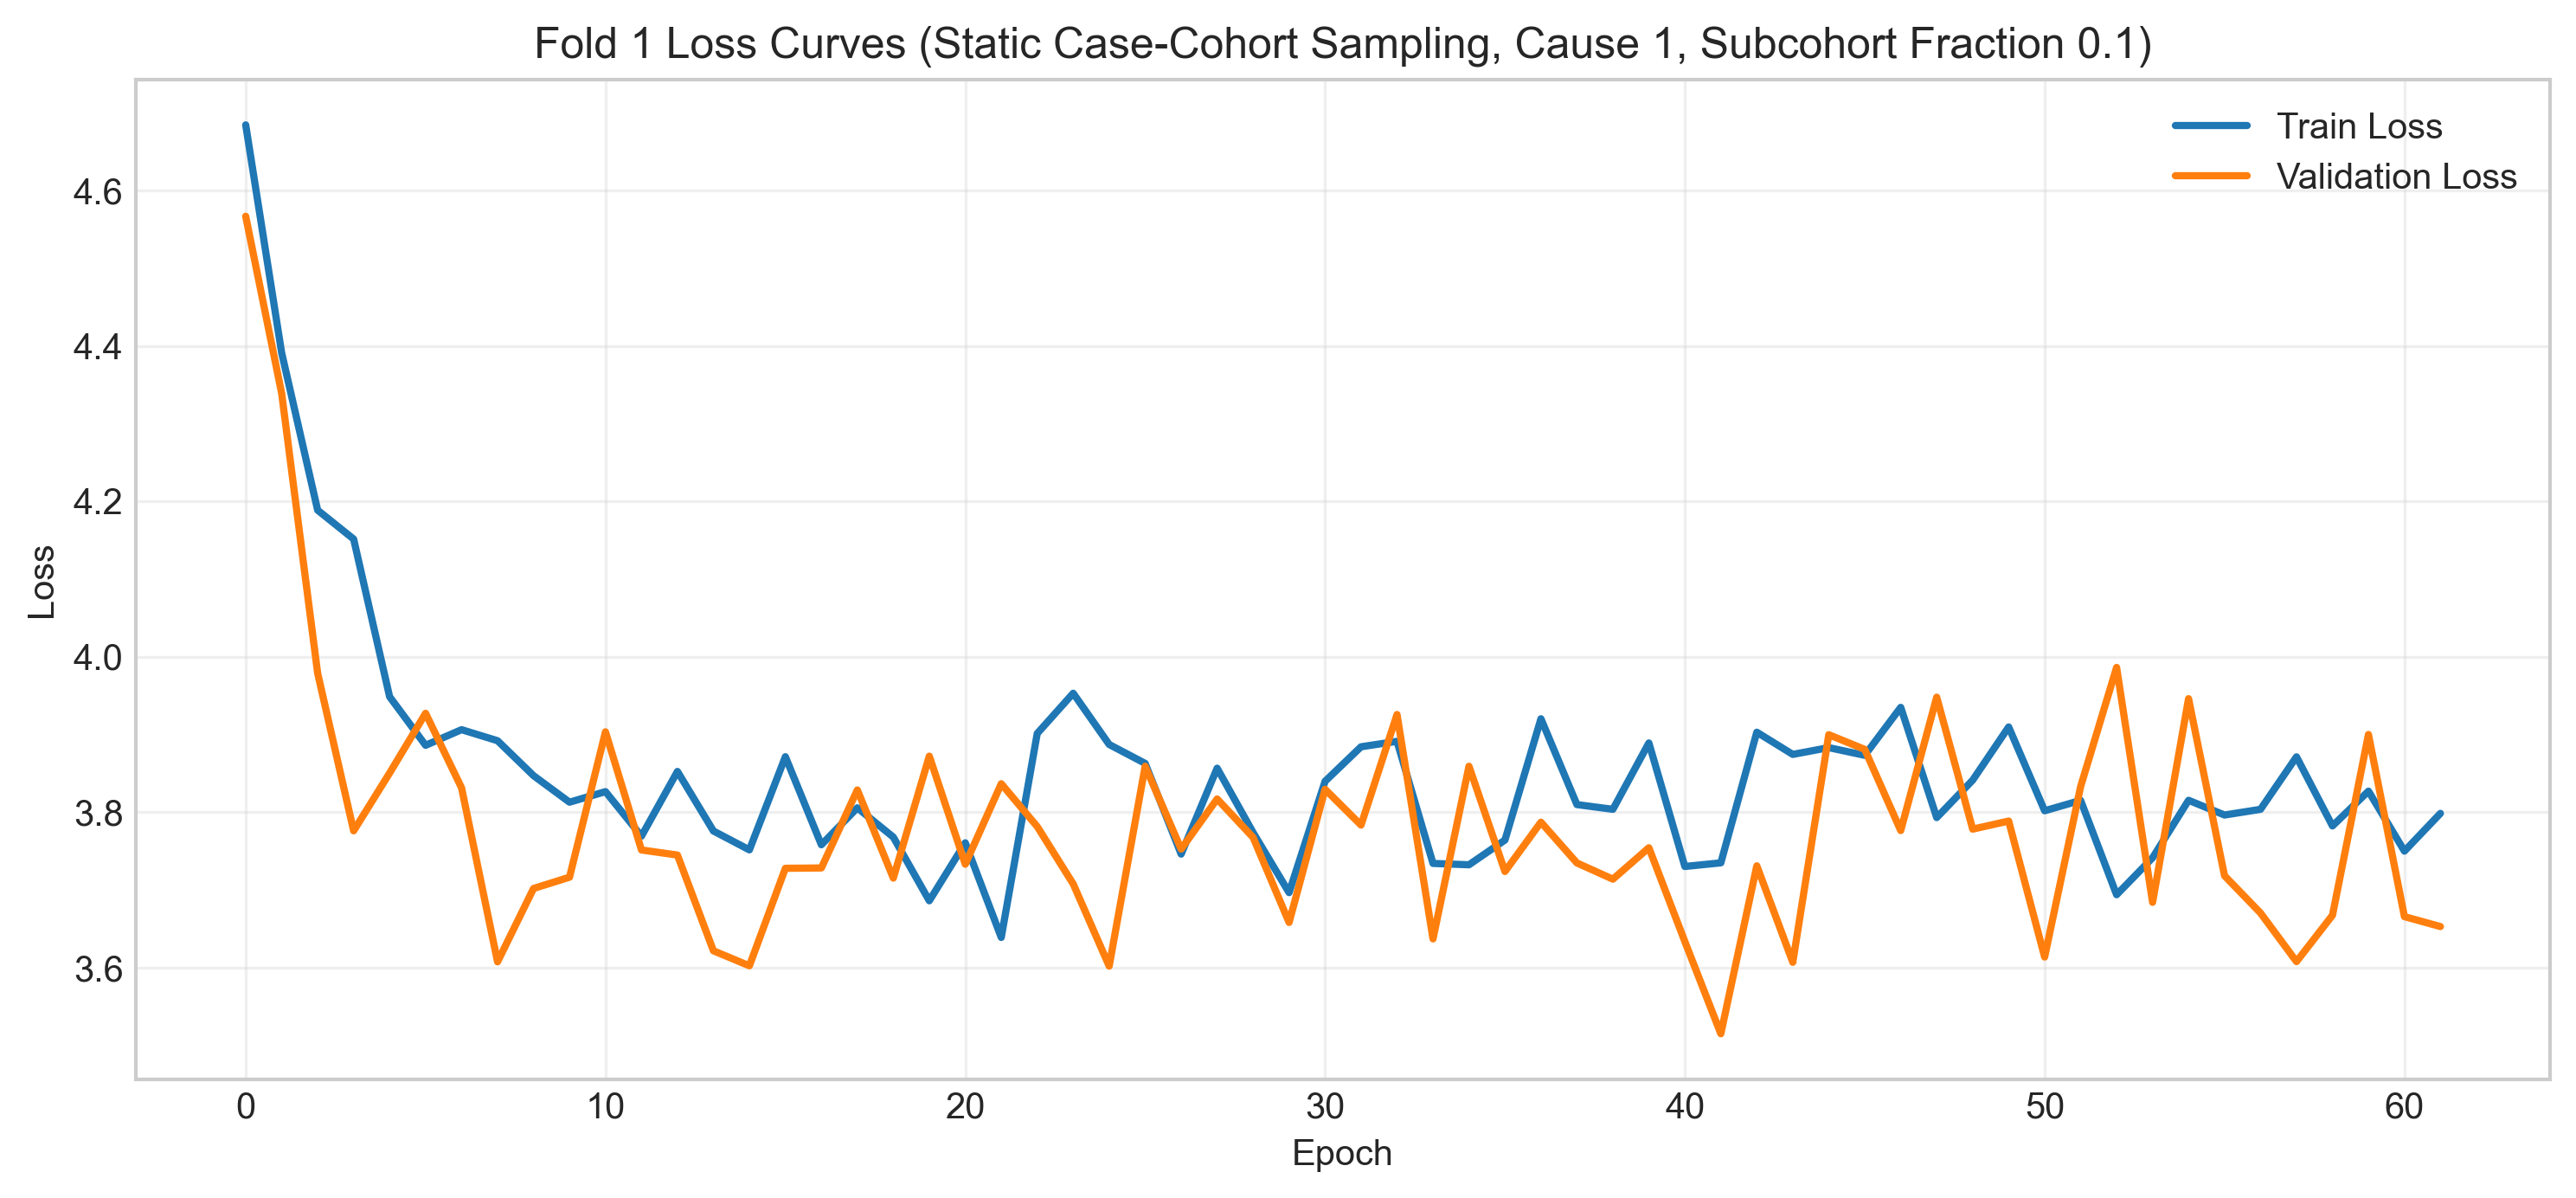 Fold 1 Loss Curves (Static Case-Cohort Sampling, Cause 1, Subcohort Fraction 0.1)
Train Loss
Validation Loss
Loss
4.6
4.4
4.2
4.0
3.8
3.6
0 10 20 30 40 50 60
Epoch